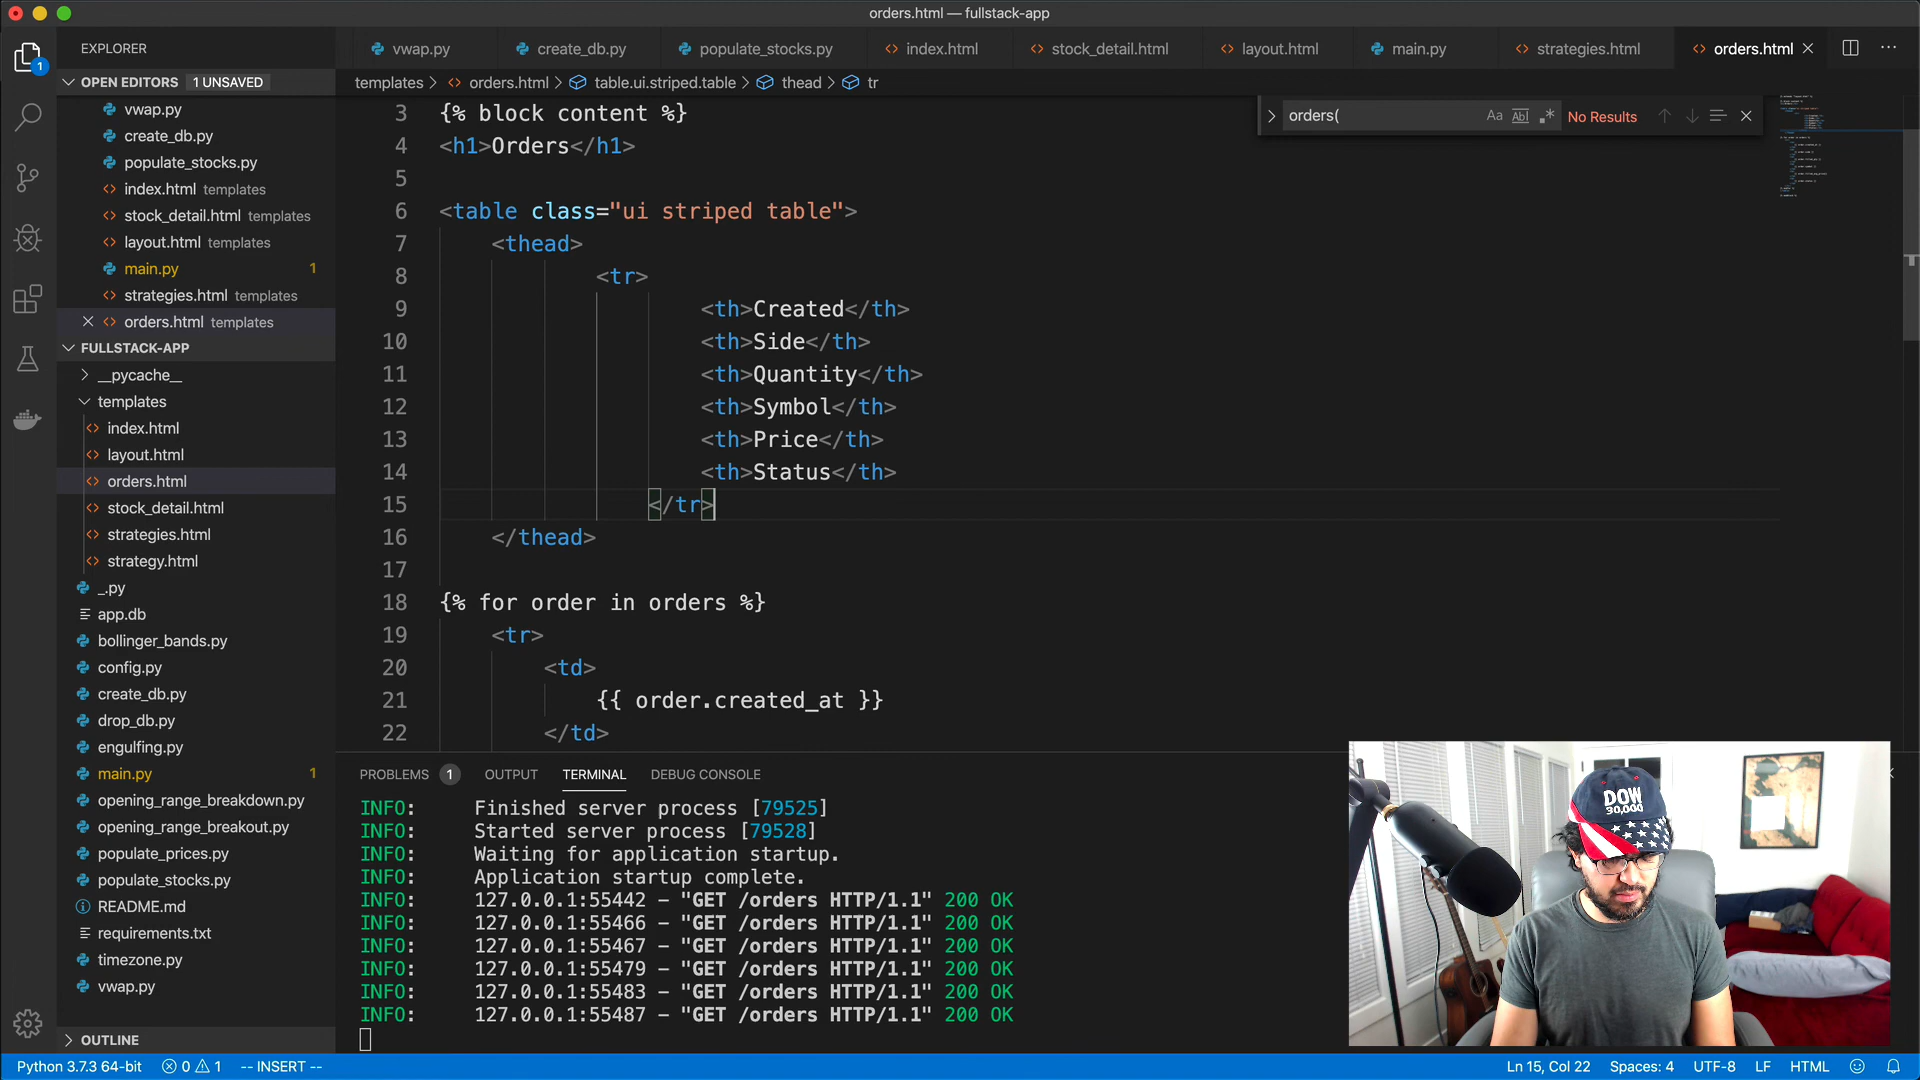 orders.html — fullstack-app
EXPLORER
vwap.py
create_db.py
populate_stocks.py
index.html
stock_detail.html
layout.html
main.py
strategies.html
orders.html
1
OPEN EDITORS
1 UNSAVED
templates
orders.html
table.ui.striped.table
thead
tr
vwap.py
create_db.py
populate_stocks.py
index.html templates
stock_detail.html templates
layout.html templates
main.py 1
strategies.html templates
orders.html templates
FULLSTACK-APP
__pycache__
templates
index.html
layout.html
orders.html
stock_detail.html
strategies.html
strategy.html
_.py
app.db
bollinger_bands.py
config.py
create_db.py
drop_db.py
engulfing.py
main.py 1
opening_range_breakdown.py
opening_range_breakout.py
populate_prices.py
populate_stocks.py
README.md
requirements.txt
timezone.py
vwap.py
OUTLINE
orders(
Aa
Abl
No Results
3 {% block content %}
4 <h1>Orders</h1>
5
6 <table class="ui striped table">
7 <thead>
8 <tr>
9 <th>Created</th>
10 <th>Side</th>
11 <th>Quantity</th>
12 <th>Symbol</th>
13 <th>Price</th>
14 <th>Status</th>
15 </tr>
16 </thead>
17
18 {% for order in orders %}
19 <tr>
20 <td>
21 {{ order.created_at }}
22 </td>
PROBLEMS 1 OUTPUT TERMINAL DEBUG CONSOLE
INFO: Finished server process [79525]
INFO: Started server process [79528]
INFO: Waiting for application startup.
INFO: Application startup complete.
INFO: 127.0.0.1:55442 - "GET /orders HTTP/1.1" 200 OK
INFO: 127.0.0.1:55466 - "GET /orders HTTP/1.1" 200 OK
INFO: 127.0.0.1:55467 - "GET /orders HTTP/1.1" 200 OK
INFO: 127.0.0.1:55479 - "GET /orders HTTP/1.1" 200 OK
INFO: 127.0.0.1:55483 - "GET /orders HTTP/1.1" 200 OK
INFO: 127.0.0.1:55487 - "GET /orders HTTP/1.1" 200 OK
DOW
30,000
Python 3.7.3 64-bit
0
1
-- INSERT --
Ln 15, Col 22
Spaces: 4
UTF-8
LF
HTML